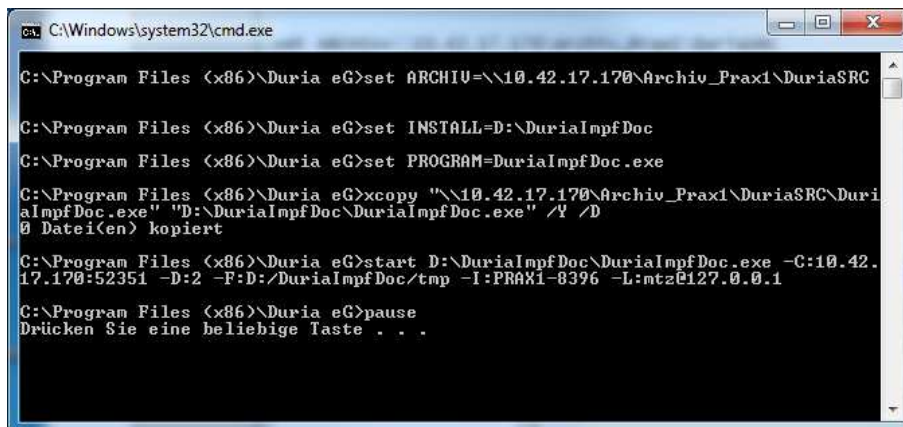 C:\Windows\system32\cmd.exe
C:\Program Files (x86)\Duria eG>set ARCHIV=\\10.42.17.170\Archiv_Prax1\DuriaSRC
C:\Program Files (x86)\Duria eG>set INSTALL=D:\DuriaImpfDoc
C:\Program Files (x86)\Duria eG>set PROGRAM=DuriaImpfDoc.exe
C:\Program Files (x86)\Duria eG>xcopy "\\10.42.17.170\Archiv_Prax1\DuriaSRC\Duri
aImpfDoc.exe" "D:\DuriaImpfDoc\DuriaImpfDoc.exe" /Y /D
0 Datei(en) kopiert
C:\Program Files (x86)\Duria eG>start D:\DuriaImpfDoc\DuriaImpfDoc.exe -C:10.42.
17.170:52351 -D:2 -F:D:/DuriaImpfDoc/tmp -I:PRAX1-8396 -L:mtz@127.0.0.1
C:\Program Files (x86)\Duria eG>pause
Drücken Sie eine beliebige Taste . . .